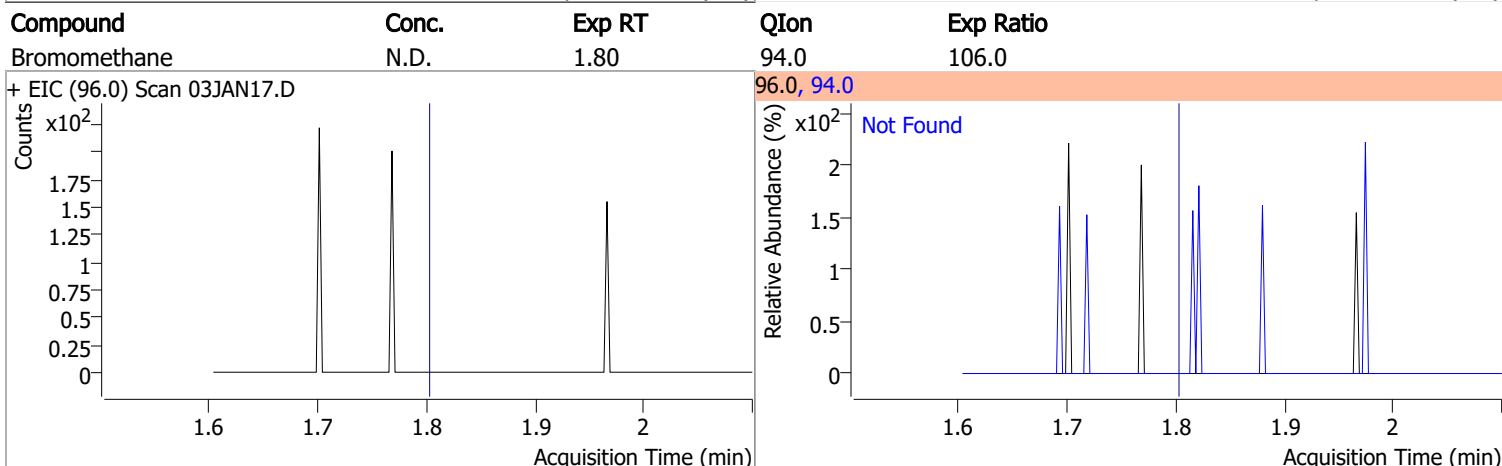 Compound Conc. Exp RT QIon Exp Ratio
Bromomethane N.D. 1.80 94.0 106.0
+ EIC (96.0) Scan 03JAN17.D
96.0, 94.0
Counts
x10^2
1.75
1.5
1.25
1
0.75
0.5
0.25
0
1.6 1.7 1.8 1.9 2
Acquisition Time (min)
Relative Abundance (%)
x10^2
Not Found
2
1.5
1
0.5
0
1.6 1.7 1.8 1.9 2
Acquisition Time (min)